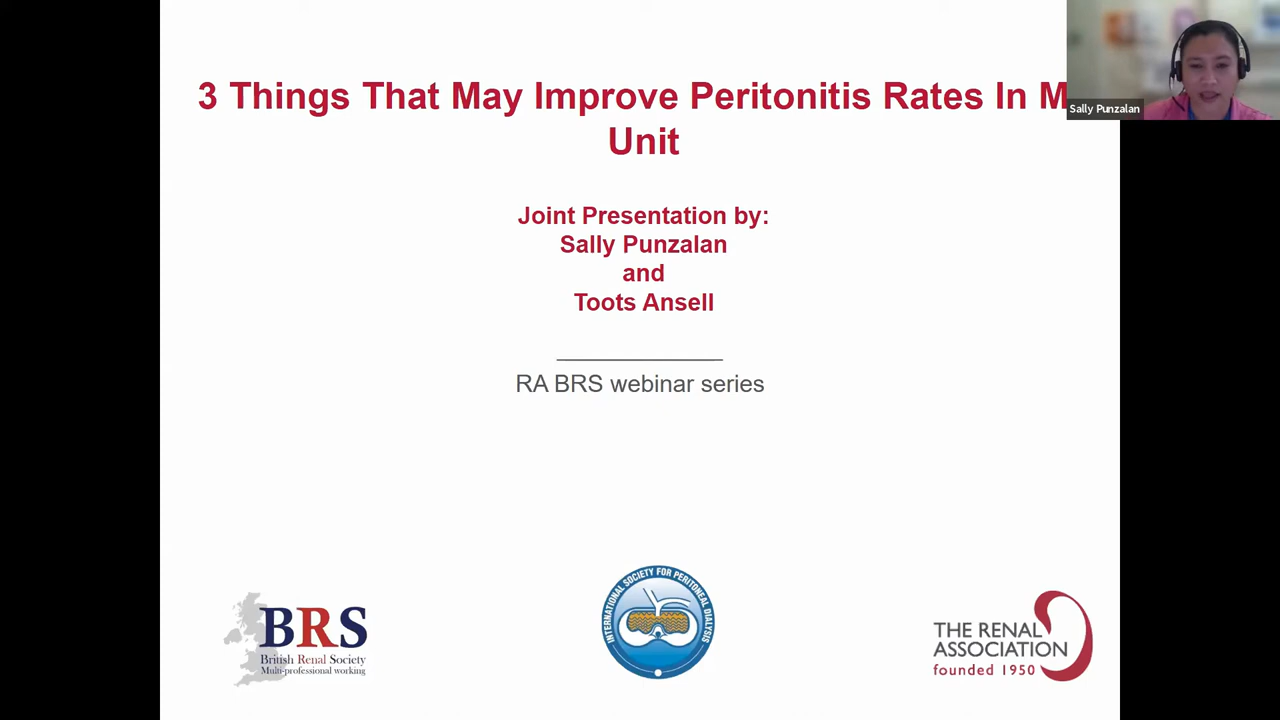 3 Things That May Improve Peritonitis Rates In M
Unit
Sally Punzalan
Joint Presentation by:
Sally Punzalan
and
Toots Ansell
RA BRS webinar series
BRS
British Renal Society
Multi-professional working
INTERNATIONAL SOCIETY FOR PERITONEAL DIALYSIS
THE RENAL
ASSOCIATION
founded 1950